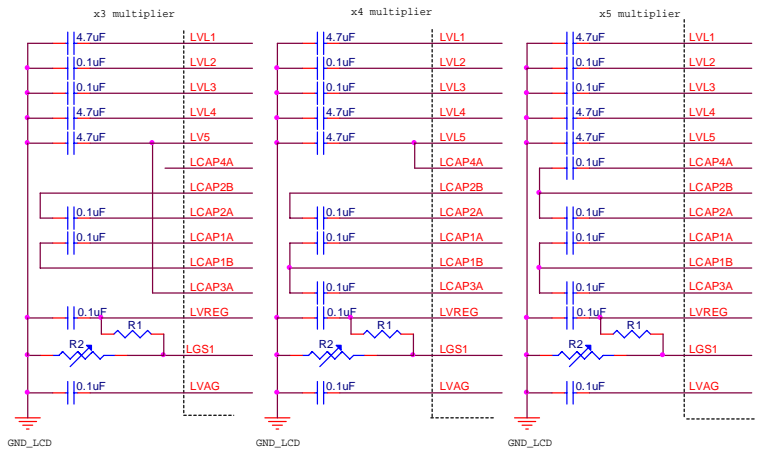 x3 multiplier
4.7uF LVL1
0.1uF LVL2
0.1uF LVL3
4.7uF LVL4
4.7uF LV5
LCAP4A
LCAP2B
0.1uF LCAP2A
0.1uF LCAP1A
LCAP1B
LCAP3A
0.1uF LVREG
R1
R2 LGS1
0.1uF LVAG
GND_LCD
x4 multiplier
4.7uF LVL1
0.1uF LVL2
0.1uF LVL3
4.7uF LVL4
4.7uF LVL5
LCAP4A
LCAP2B
0.1uF LCAP2A
0.1uF LCAP1A
LCAP1B
0.1uF LCAP3A
0.1uF LVREG
R1
R2 LGS1
0.1uF LVAG
GND_LCD
x5 multiplier
4.7uF LVL1
0.1uF LVL2
0.1uF LVL3
4.7uF LVL4
4.7uF LVL5
0.1uF LCAP4A
LCAP2B
0.1uF LCAP2A
0.1uF LCAP1A
LCAP1B
0.1uF LCAP3A
0.1uF LVREG
R1
R2 LGS1
0.1uF LVAG
GND_LCD